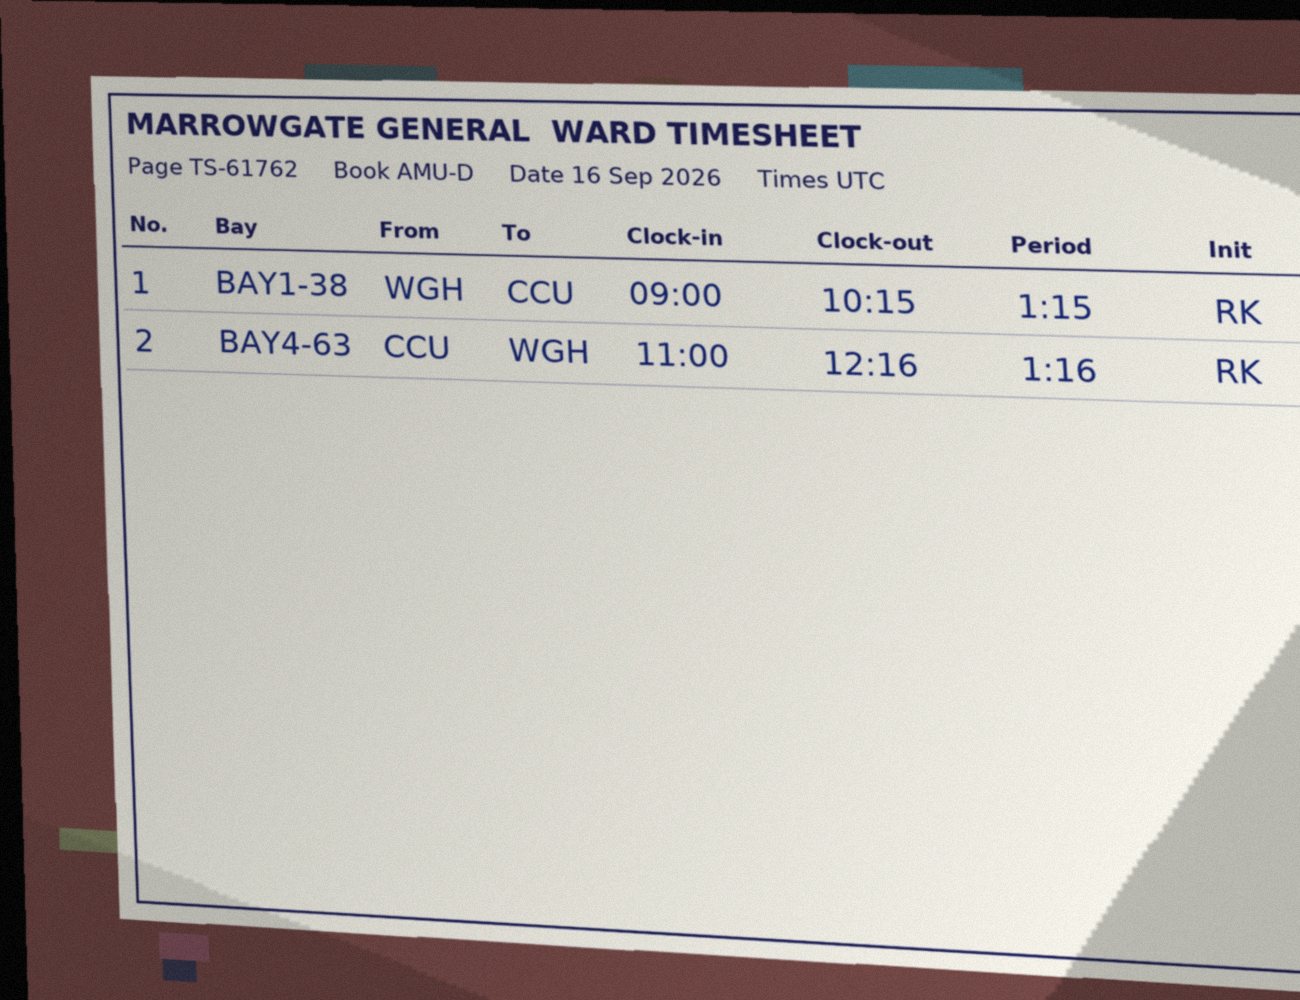 MARROWGATE GENERAL WARD TIMESHEET
Page TS-61762 Book AMU-D Date 16 Sep 2026 Times UTC
No. Bay From To Clock-in Clock-out Period Init
1 BAY1-38 WGH CCU 09:00 10:15 1:15 RK
2 BAY4-63 CCU WGH 11:00 12:16 1:16 RK